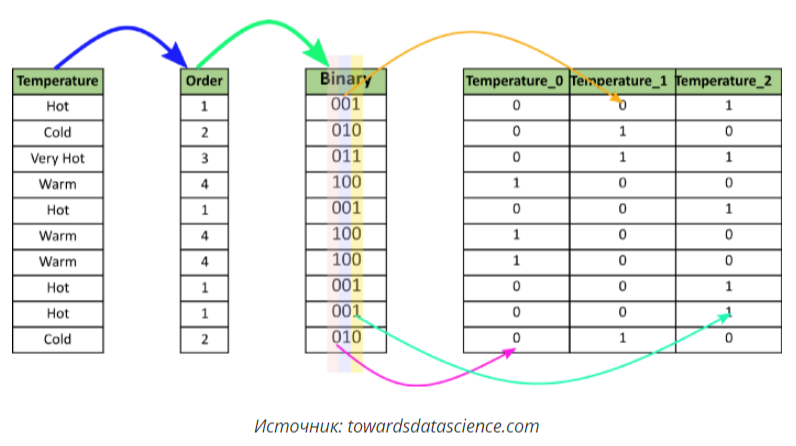 Temperature Order Binary Temperature_0 Temperature_1 Temperature_2
Hot 1 001 0 0 1
Cold 2 010 0 1 0
Very Hot 3 011 0 1 1
Warm 4 100 1 0 0
Hot 1 001 0 0 1
Warm 4 100 1 0 0
Warm 4 100 1 0 0
Hot 1 001 0 0 1
Hot 1 001 0 0 1
Cold 2 010 0 1 0
Источник: towardsdatascience.com